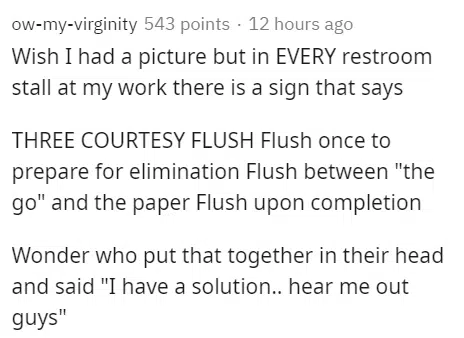 ow-my-virginity 543 points · 12 hours ago
Wish I had a picture but in EVERY restroom
stall at my work there is a sign that says
THREE COURTESY FLUSH Flush once to
prepare for elimination Flush between "the
go" and the paper Flush upon completion
Wonder who put that together in their head
and said "I have a solution.. hear me out
guys"